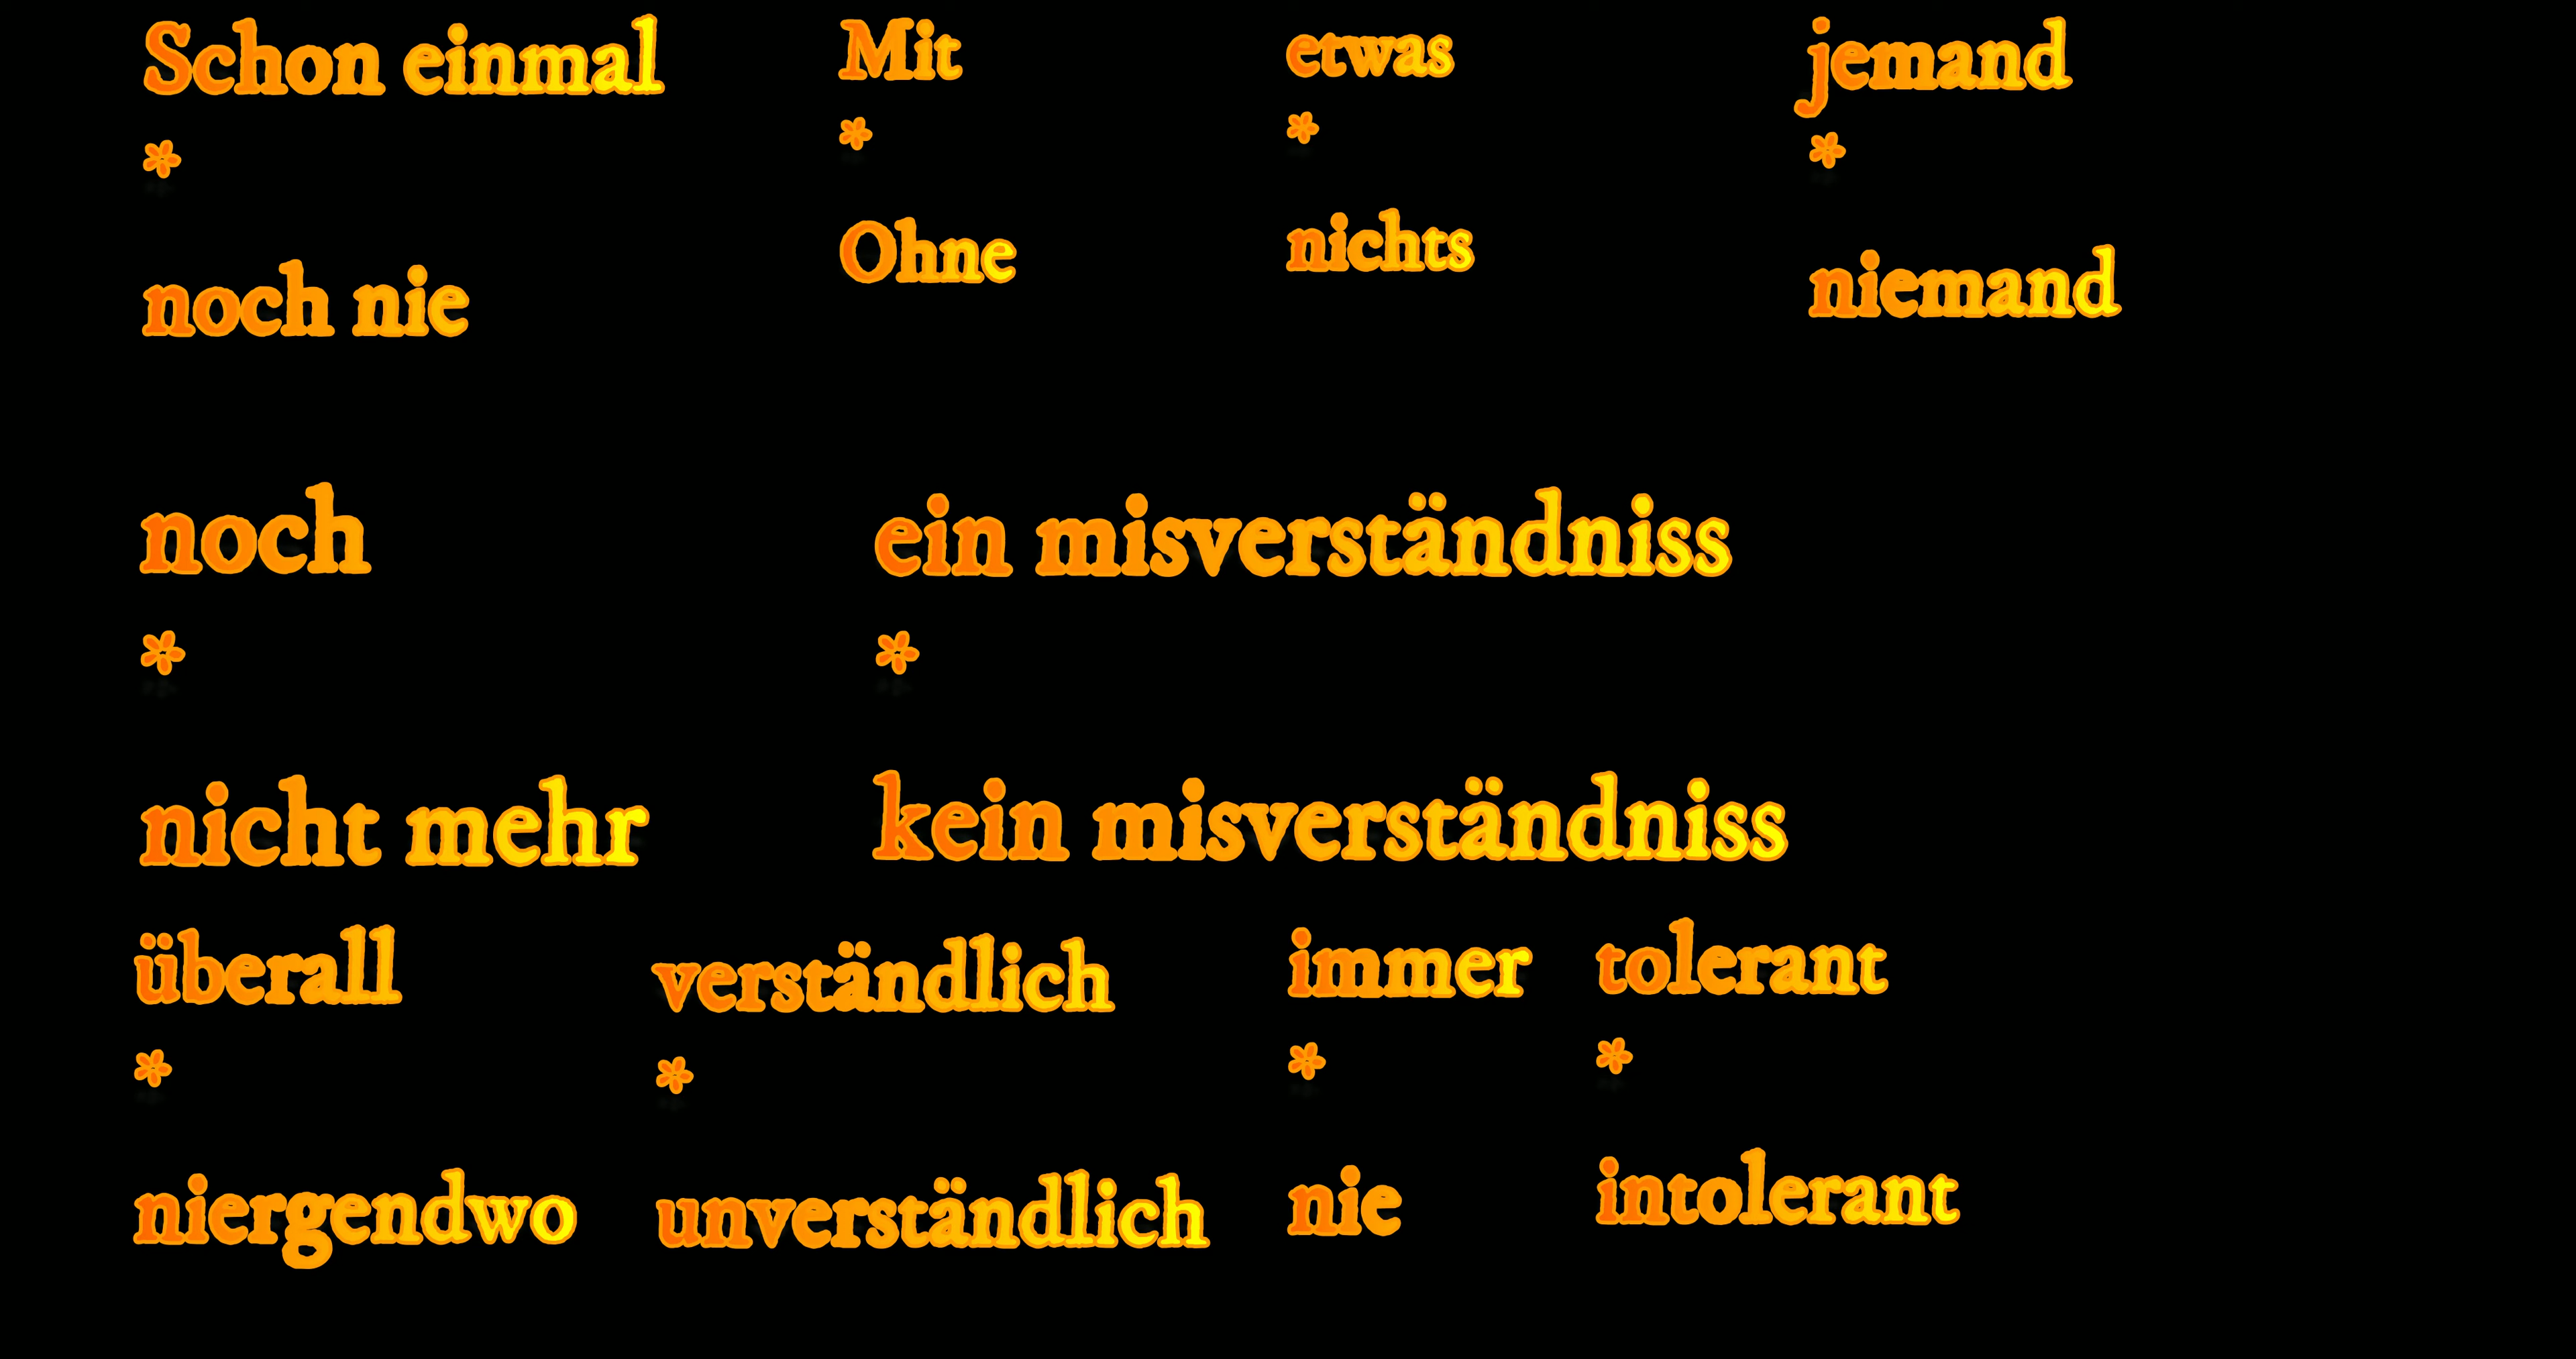 Schon einmal
*
noch nie
Mit
*
Ohne
etwas
*
nichts
jemand
*
niemand
noch
*
nicht mehr
ein misverständniss
*
kein misverständniss
überall
*
niergendwo
verständlich
*
unverständlich
immer
*
nie
tolerant
*
intolerant